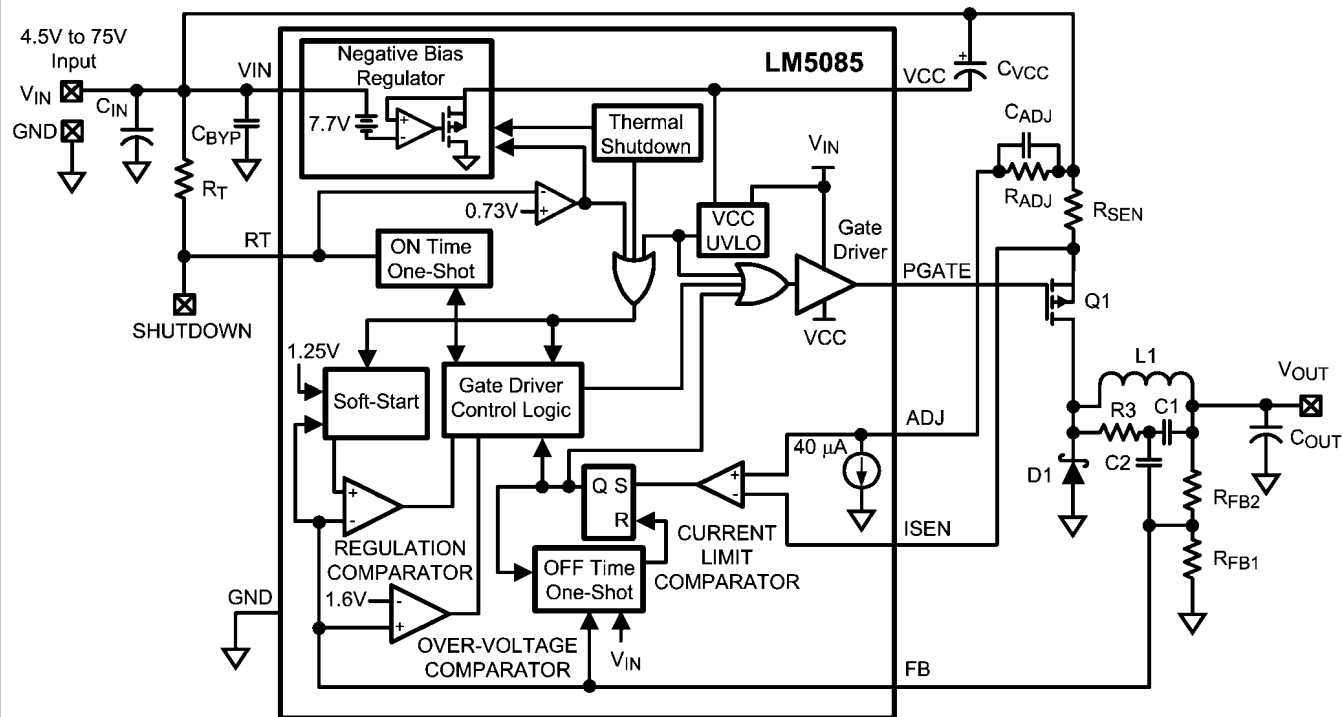 4.5V to 75V
Input
VIN
GND
CIN
VIN
CBYP
RT
RT
SHUTDOWN
Negative Bias
Regulator
7.7V
+
-
LM5085
VCC
+
CVCC
Thermal
Shutdown
-
0.73V
+
VCC
UVLO
VIN
Gate
Driver
VCC
PGATE
CADJ
RADJ
RSEN
Q1
ON Time
One-Shot
1.25V
Soft-Start
Gate Driver
Control Logic
ADJ
40 µA
+
-
ISEN
Q S
R
CURRENT
LIMIT
COMPARATOR
+
-
REGULATION
COMPARATOR
OFF Time
One-Shot
VIN
GND
1.6V
-
+
OVER-VOLTAGE
COMPARATOR
FB
L1
R3
C1
C2
D1
VOUT
COUT
RFB2
RFB1